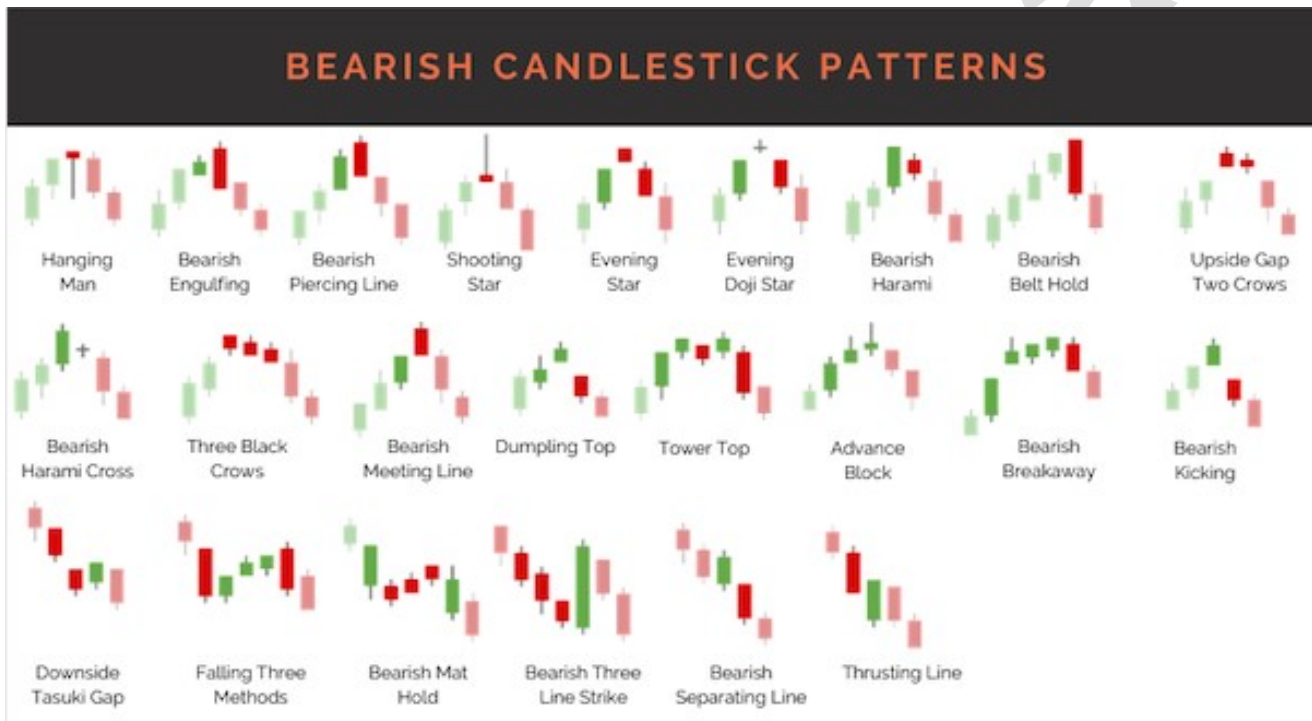 BEARISH CANDLESTICK PATTERNS
Hanging
Man
Bearish
Engulfing
Bearish
Piercing Line
Shooting
Star
Evening
Star
Evening
Doji Star
Bearish
Harami
Bearish
Belt Hold
Upside Gap
Two Crows
Bearish
Harami Cross
Three Black
Crows
Bearish
Meeting Line
Dumpling Top
Tower Top
Advance
Block
Bearish
Breakaway
Bearish
Kicking
Downside
Tasuki Gap
Falling Three
Methods
Bearish Mat
Hold
Bearish Three
Line Strike
Bearish
Separating Line
Thrusting Line